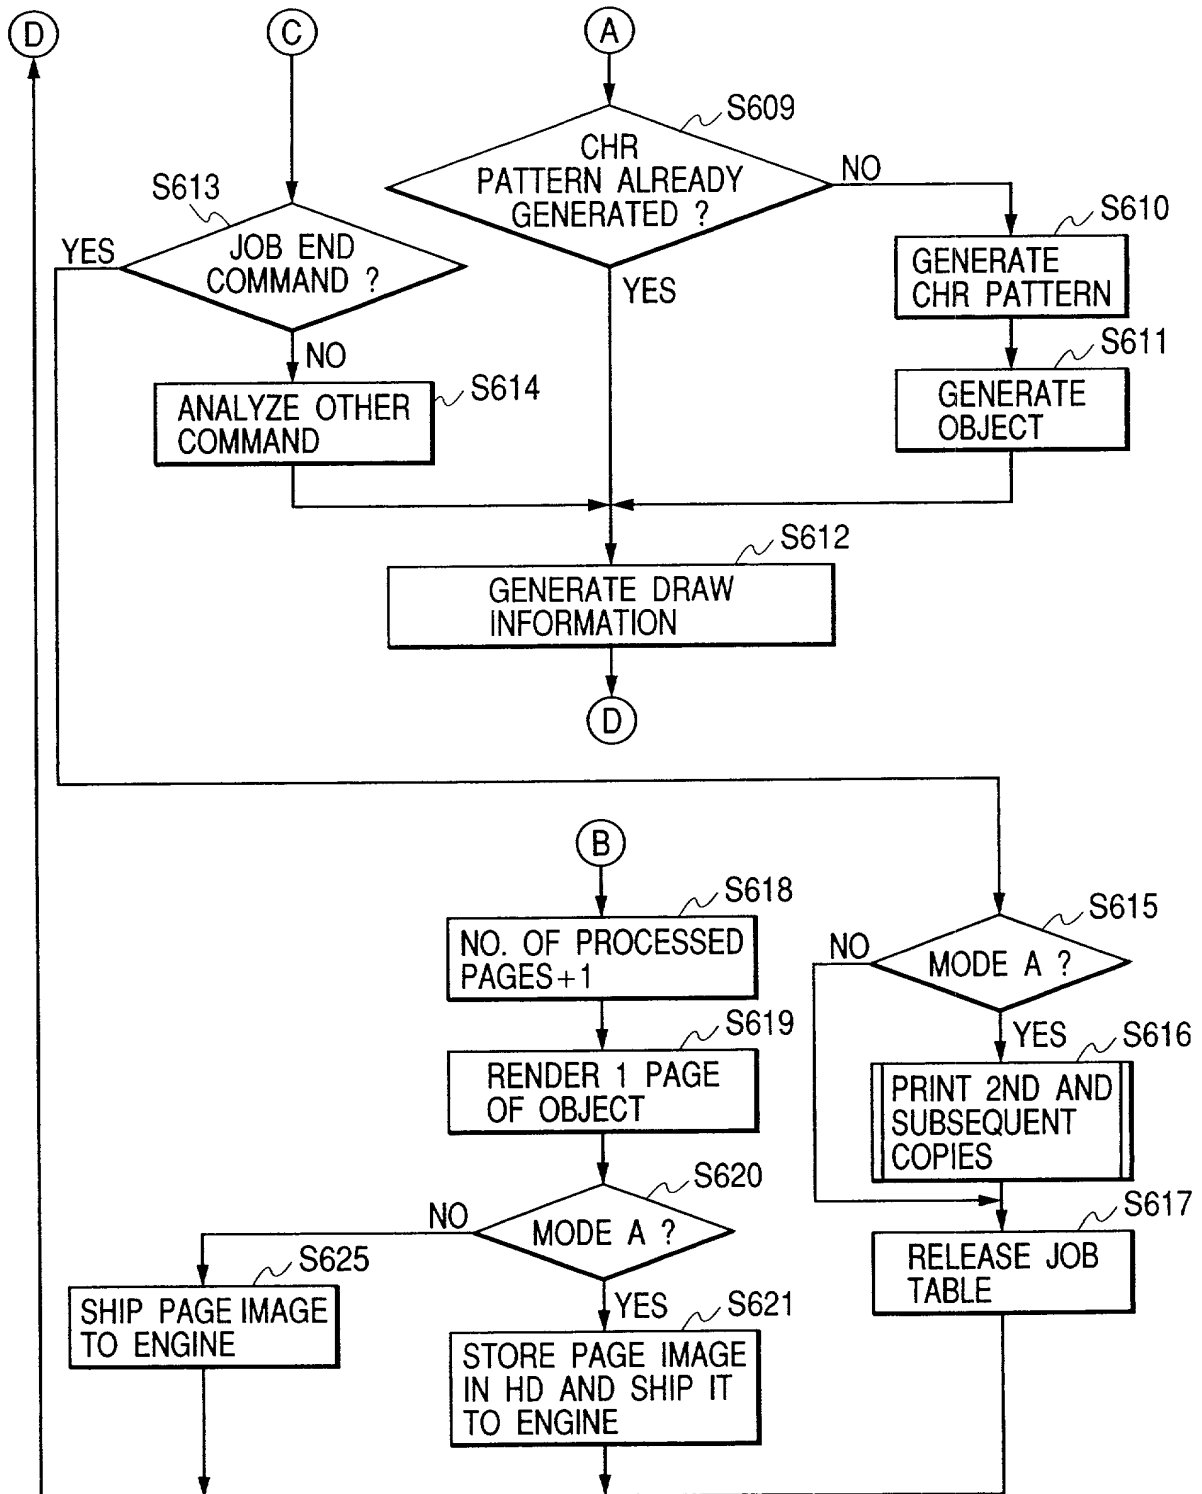 D
C
A
S609
CHR
PATTERN ALREADY
GENERATED ?
NO
YES
S610
GENERATE
CHR PATTERN
S611
GENERATE
OBJECT
S613
JOB END
COMMAND ?
YES
NO
S614
ANALYZE OTHER
COMMAND
S612
GENERATE DRAW
INFORMATION
D
B
S618
NO. OF PROCESSED
PAGES+1
S619
RENDER 1 PAGE
OF OBJECT
S620
MODE A ?
NO
YES
S625
SHIP PAGE IMAGE
TO ENGINE
S621
STORE PAGE IMAGE
IN HD AND SHIP IT
TO ENGINE
S615
MODE A ?
NO
YES
S616
PRINT 2ND AND
SUBSEQUENT
COPIES
S617
RELEASE JOB
TABLE